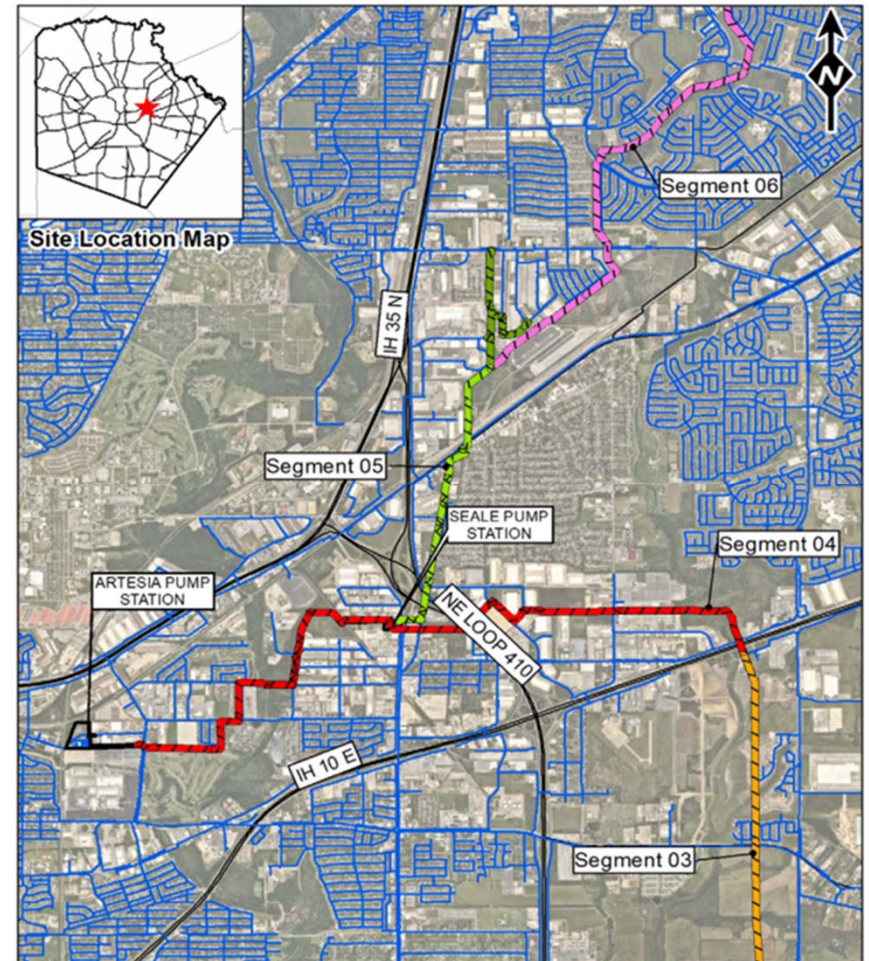 N
Site Location Map
Segment 06
IH 35 N
Segment 05
SEALE PUMP
STATION
Segment 04
ARTESIA PUMP
STATION
NE LOOP 410
IH 10 E
Segment 03